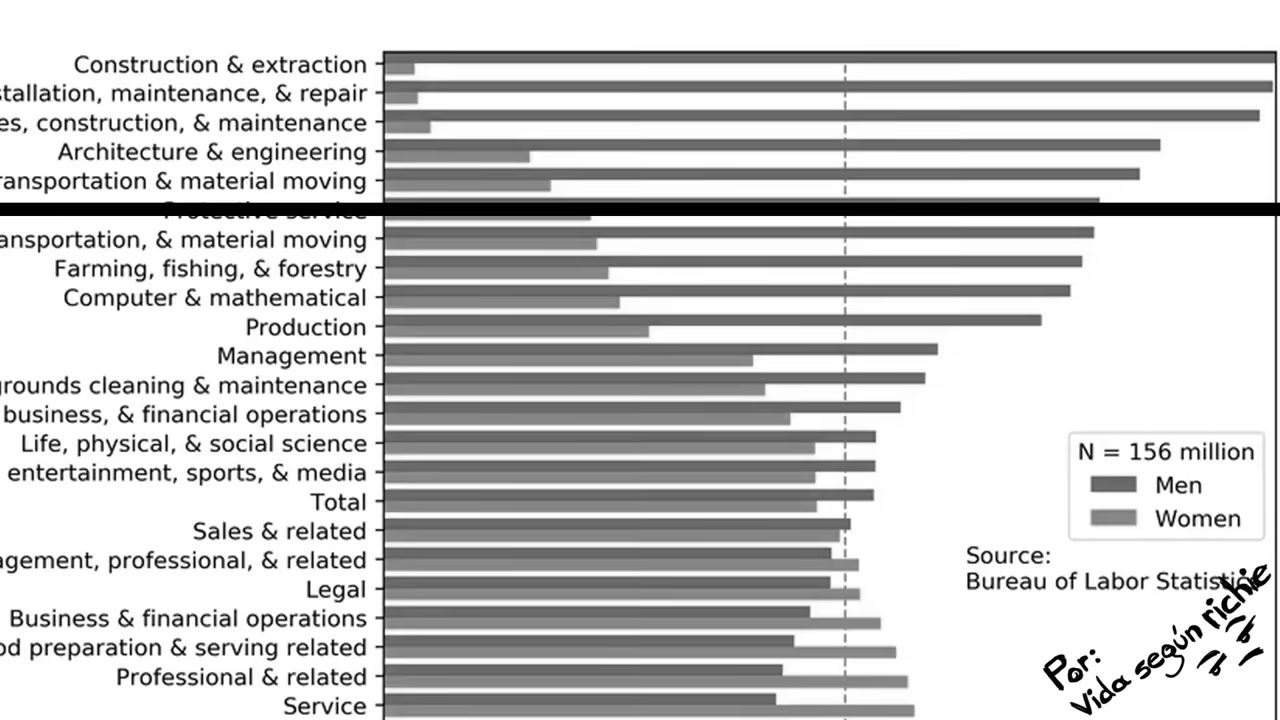 Construction & extraction
stallation, maintenance, & repair
es, construction, & maintenance
Architecture & engineering
ransportation & material moving
Protective service
ansportation, & material moving
Farming, fishing, & forestry
Computer & mathematical
Production
Management
grounds cleaning & maintenance
business, & financial operations
Life, physical, & social science
entertainment, sports, & media
Total
Sales & related
agement, professional, & related
Legal
Business & financial operations
od preparation & serving related
Professional & related
Service
N = 156 million
Men
Women
Source:
Bureau of Labor Statistics
Por:
Vida según richie